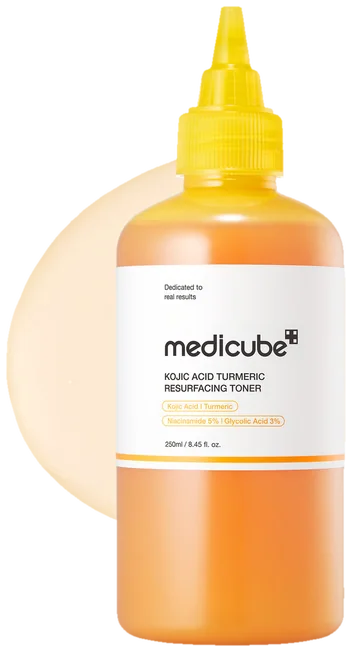 Dedicated to
real results
medicube
KOJIC ACID TURMERIC
RESURFACING TONER
Kojic Acid | Turmeric
Niacinamide 5% | Glycolic Acid 3%
250ml / 8.45 fl. oz.